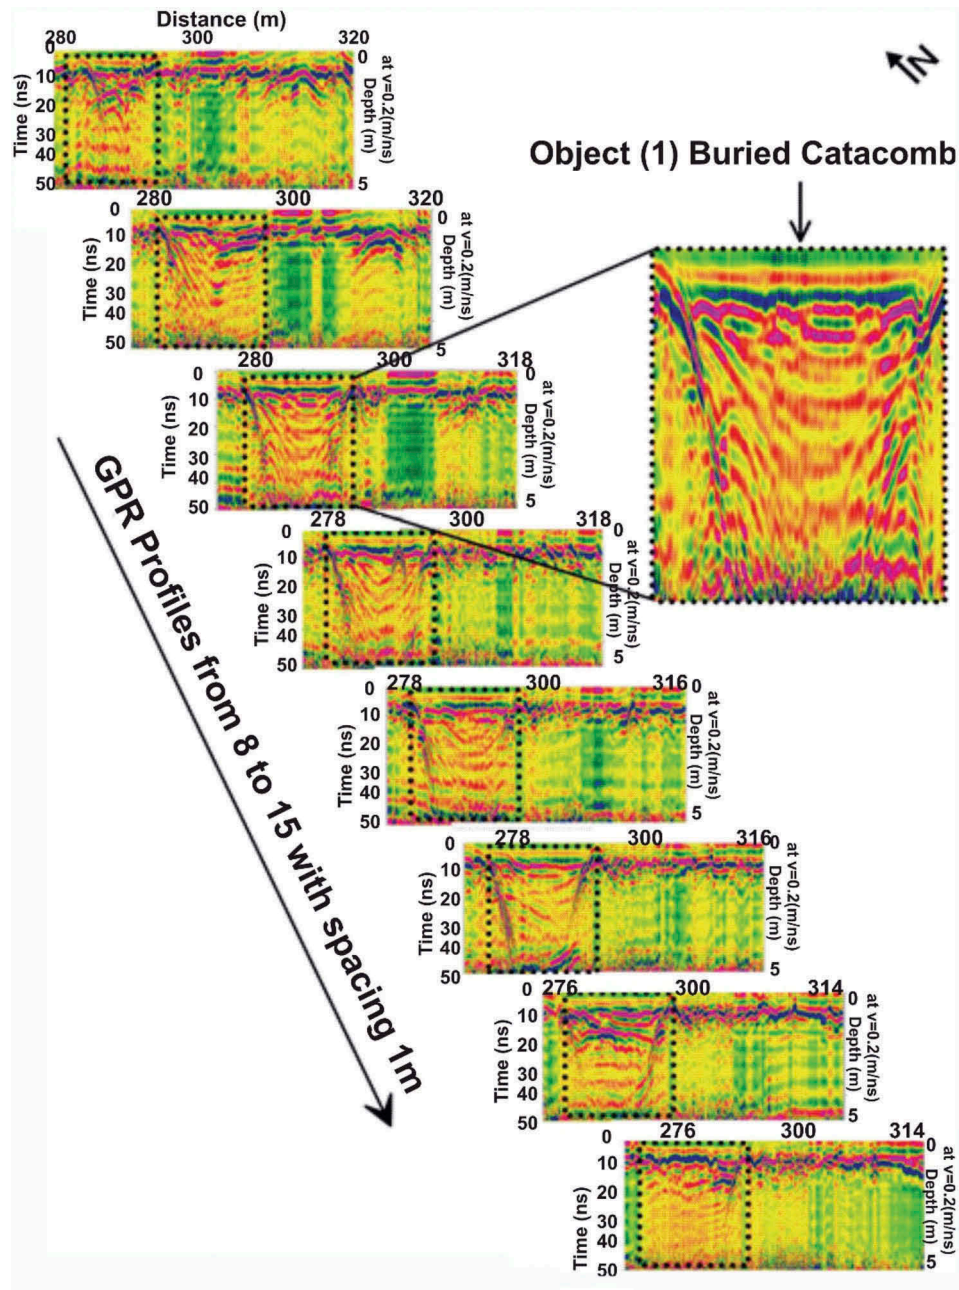 Distance (m)
280 300 320
0
10
20
30
40
50
Time (ns)
0
5
Depth (m)
at v=0.2(m/ns)
N
Object (1) Buried Catacomb
280 300 320
0
10
20
30
40
50
Time (ns)
0
5
Depth (m)
at v=0.2(m/ns)
280 300 318
0
10
20
30
40
50
Time (ns)
0
5
Depth (m)
at v=0.2(m/ns)
278 300 318
0
10
20
30
40
50
Time (ns)
0
5
Depth (m)
at v=0.2(m/ns)
GPR Profiles from 8 to 15 with spacing 1m
278 300 316
0
10
20
30
40
50
Time (ns)
0
5
Depth (m)
at v=0.2(m/ns)
278 300 316
0
10
20
30
40
50
Time (ns)
0
5
Depth (m)
at v=0.2(m/ns)
276 300 314
0
10
20
30
40
50
Time (ns)
0
5
Depth (m)
at v=0.2(m/ns)
276 300 314
0
10
20
30
40
50
Time (ns)
0
5
Depth (m)
at v=0.2(m/ns)